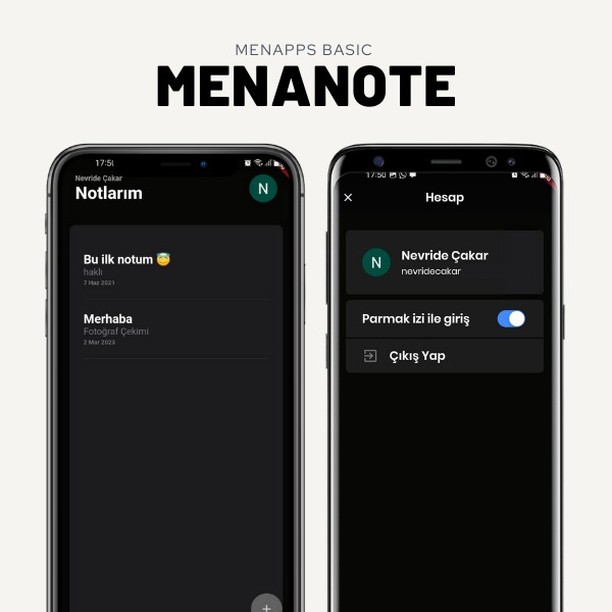 MENAPPS BASIC
MENANOTE
17:51
Nevride Çakar
Notlarım
N
Bu ilk notum 😇
haklı
7 Haz 2021
Merhaba
Fotoğraf Çekimi
2 Mar 2023
+
17:50
Hesap
N
Nevride Çakar
nevridecakar
Parmak izi ile giriş
Çıkış Yap